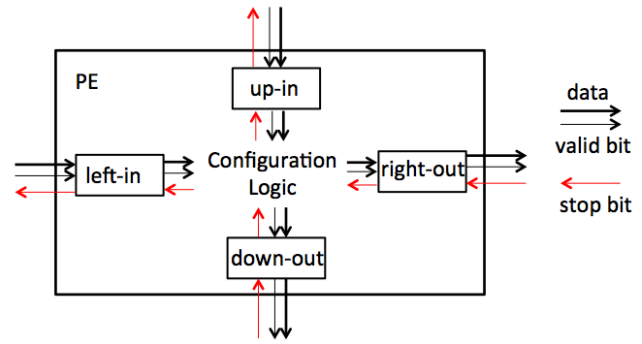 PE
up-in
data
valid bit
left-in
Configuration
Logic
right-out
stop bit
down-out